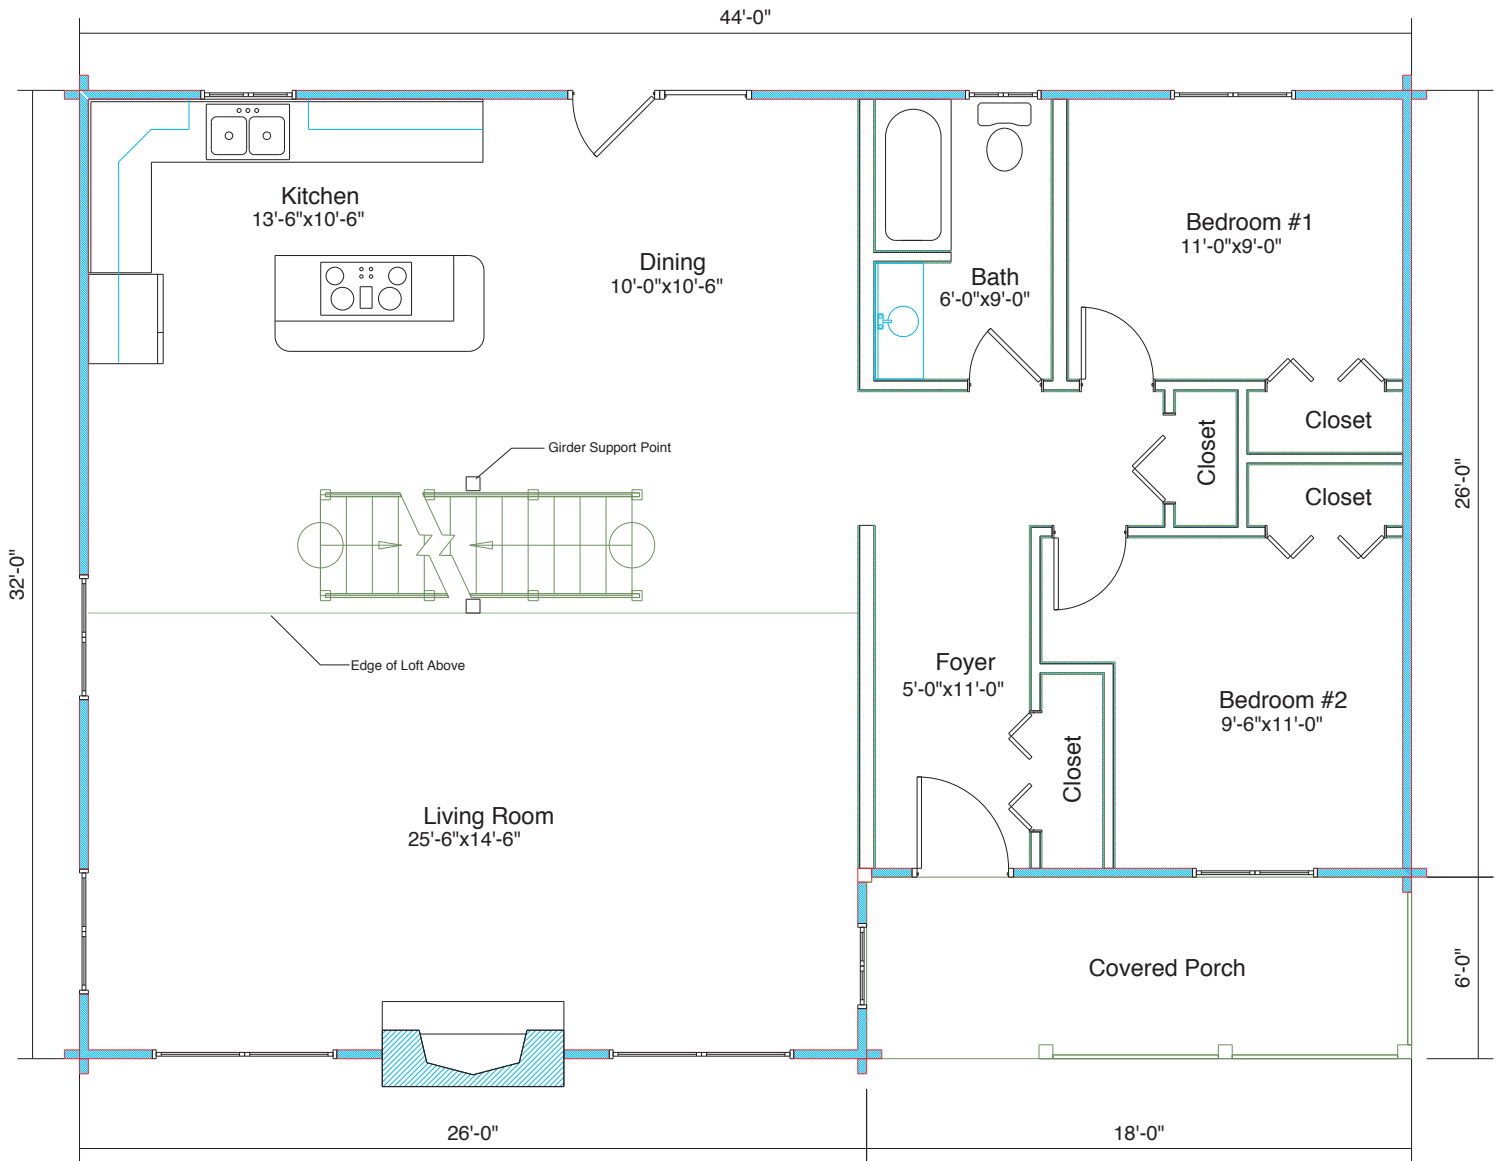 44'-0"
Kitchen
13'-6"x10'-6"
Dining
10'-0"x10'-6"
Bath
6'-0"x9'-0"
Bedroom #1
11'-0"x9'-0"
Closet
Closet
Closet
Girder Support Point
26'-0"
32'-0"
Edge of Loft Above
Foyer
5'-0"x11'-0"
Bedroom #2
9'-6"x11'-0"
Closet
Living Room
25'-6"x14'-6"
Covered Porch
6'-0"
26'-0"
18'-0"